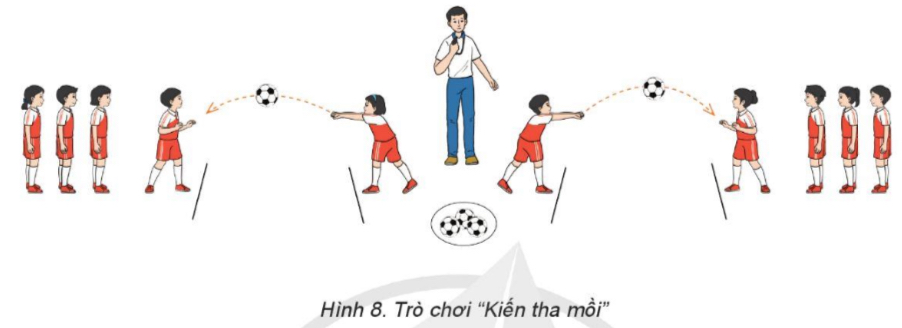 Hình 8. Trò chơi “Kiến tha mồi”